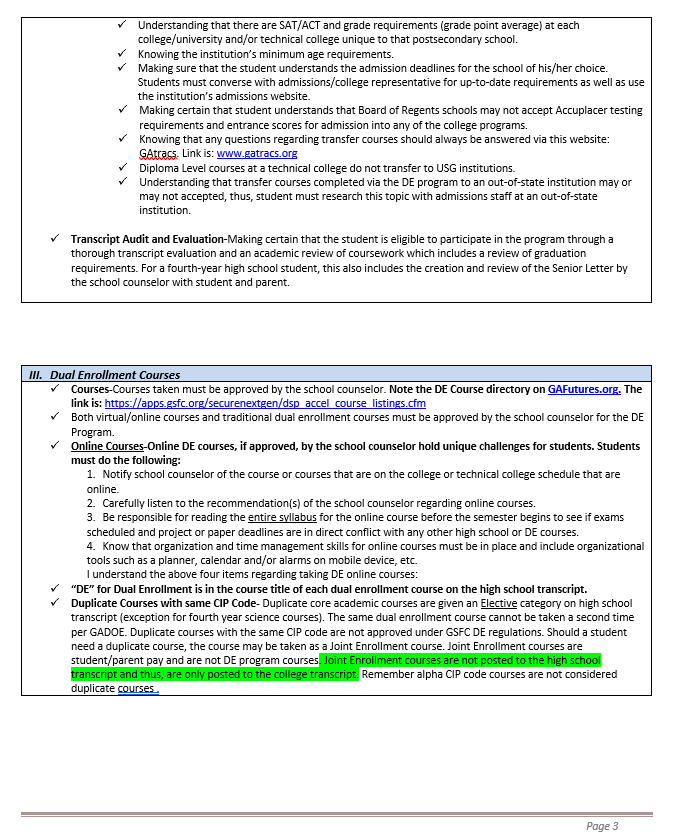 ✓ Understanding that there are SAT/ACT and grade requirements (grade point average) at each
college/university and/or technical college unique to that postsecondary school.
✓ Knowing the institution's minimum age requirements.
✓ Making sure that the student understands the admission deadlines for the school of his/her choice.
Students must converse with admissions/college representative for up-to-date requirements as well as use
the institution's admissions website.
✓ Making certain that student understands that Board of Regents schools may not accept Accuplacer testing
requirements and entrance scores for admission into any of the college programs.
✓ Knowing that any questions regarding transfer courses should always be answered via this website:
GAtracs. Link is: www.gatracs.org
✓ Diploma Level courses at a technical college do not transfer to USG institutions.
✓ Understanding that transfer courses completed via the DE program to an out-of-state institution may or
may not accepted, thus, student must research this topic with admissions staff at an out-of-state
institution.
✓ Transcript Audit and Evaluation-Making certain that the student is eligible to participate in the program through a
thorough transcript evaluation and an academic review of coursework which includes a review of graduation
requirements. For a fourth-year high school student, this also includes the creation and review of the Senior Letter by
the school counselor with student and parent.
III. Dual Enrollment Courses
✓ Courses-Courses taken must be approved by the school counselor. Note the DE Course directory on GAFutures.org. The
link is: https://apps.gsfc.org/securenextgen/dsp_accel_course_listings.cfm
✓ Both virtual/online courses and traditional dual enrollment courses must be approved by the school counselor for the DE
Program.
✓ Online Courses-Online DE courses, if approved, by the school counselor hold unique challenges for students. Students
must do the following:
1. Notify school counselor of the course or courses that are on the college or technical college schedule that are
online.
2. Carefully listen to the recommendation(s) of the school counselor regarding online courses.
3. Be responsible for reading the entire syllabus for the online course before the semester begins to see if exams
scheduled and project or paper deadlines are in direct conflict with any other high school or DE courses.
4. Know that organization and time management skills for online courses must be in place and include organizational
tools such as a planner, calendar and/or alarms on mobile device, etc.
I understand the above four items regarding taking DE online courses:
✓ "DE" for Dual Enrollment is in the course title of each dual enrollment course on the high school transcript.
✓ Duplicate Courses with same CIP Code- Duplicate core academic courses are given an Elective category on high school
transcript (exception for fourth year science courses). The same dual enrollment course cannot be taken a second time
per GADOE. Duplicate courses with the same CIP code are not approved under GSFC DE regulations. Should a student
need a duplicate course, the course may be taken as a Joint Enrollment course. Joint Enrollment courses are
student/parent pay and are not DE program courses. Joint Enrollment courses are not posted to the high school
transcript and thus, are only posted to the college transcript. Remember alpha CIP code courses are not considered
duplicate courses .
Page 3